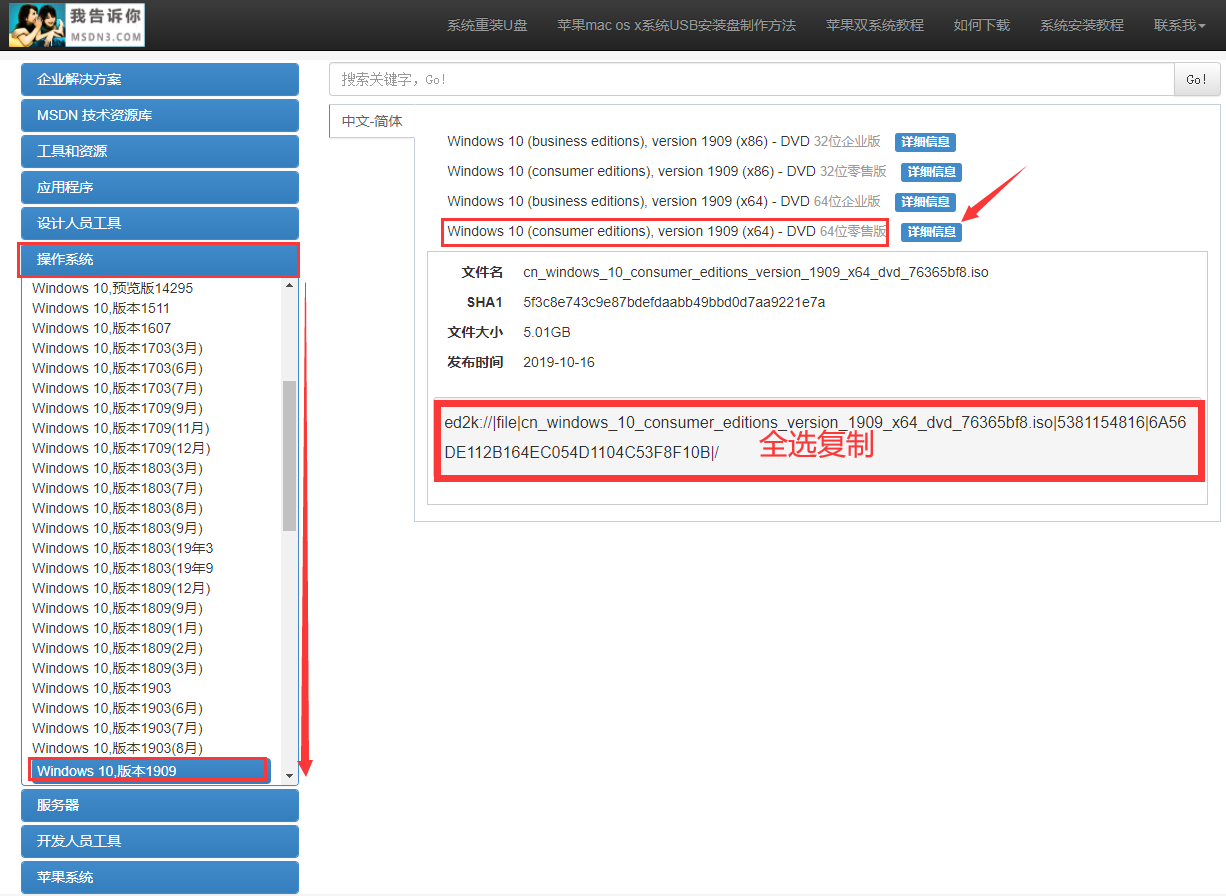 我告诉你
MSDN3.COM
系统重装U盘 苹果mac os x系统USB安装盘制作方法 苹果双系统教程 如何下载 系统安装教程 联系我
企业解决方案
MSDN 技术资源库
工具和资源
应用程序
设计人员工具
操作系统
Windows 10,预览版14295
Windows 10,版本1511
Windows 10,版本1607
Windows 10,版本1703(3月)
Windows 10,版本1703(6月)
Windows 10,版本1703(7月)
Windows 10,版本1709(9月)
Windows 10,版本1709(11月)
Windows 10,版本1709(12月)
Windows 10,版本1803(3月)
Windows 10,版本1803(7月)
Windows 10,版本1803(8月)
Windows 10,版本1803(9月)
Windows 10,版本1803(19年3
Windows 10,版本1803(19年9
Windows 10,版本1809(12月)
Windows 10,版本1809(9月)
Windows 10,版本1809(1月)
Windows 10,版本1809(2月)
Windows 10,版本1809(3月)
Windows 10,版本1903
Windows 10,版本1903(6月)
Windows 10,版本1903(7月)
Windows 10,版本1903(8月)
Windows 10,版本1909
服务器
开发人员工具
苹果系统
搜索关键字，Go! Go!
中文-简体
Windows 10 (business editions), version 1909 (x86) - DVD 32位企业版 详细信息
Windows 10 (consumer editions), version 1909 (x86) - DVD 32位零售版 详细信息
Windows 10 (business editions), version 1909 (x64) - DVD 64位企业版 详细信息
Windows 10 (consumer editions), version 1909 (x64) - DVD 64位零售版 详细信息
文件名 cn_windows_10_consumer_editions_version_1909_x64_dvd_76365bf8.iso
SHA1 5f3c8e743c9e87bdefdaabb49bbd0d7aa9221e7a
文件大小 5.01GB
发布时间 2019-10-16
ed2k://|file|cn_windows_10_consumer_editions_version_1909_x64_dvd_76365bf8.iso|5381154816|6A56
DE112B164EC054D1104C53F8F10B|/
全选复制